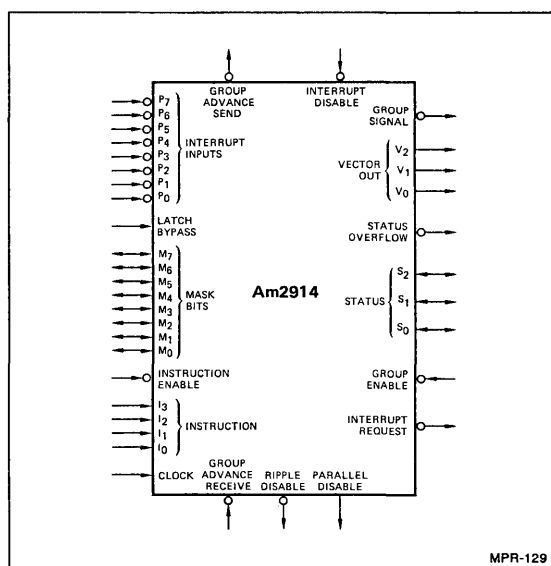 GROUP
ADVANCE
SEND
INTERRUPT
DISABLE
P7
P6
P5
P4
P3
P2
P1
P0
INTERRUPT
INPUTS
LATCH
BYPASS
M7
M6
M5
M4
M3
M2
M1
M0
MASK
BITS
INSTRUCTION
ENABLE
I3
I2
I1
I0
INSTRUCTION
CLOCK
GROUP
ADVANCE
RECEIVE
RIPPLE
DISABLE
PARALLEL
DISABLE
Am2914
GROUP
SIGNAL
VECTOR
OUT
V2
V1
V0
STATUS
OVERFLOW
STATUS
S2
S1
S0
GROUP
ENABLE
INTERRUPT
REQUEST
MPR-129